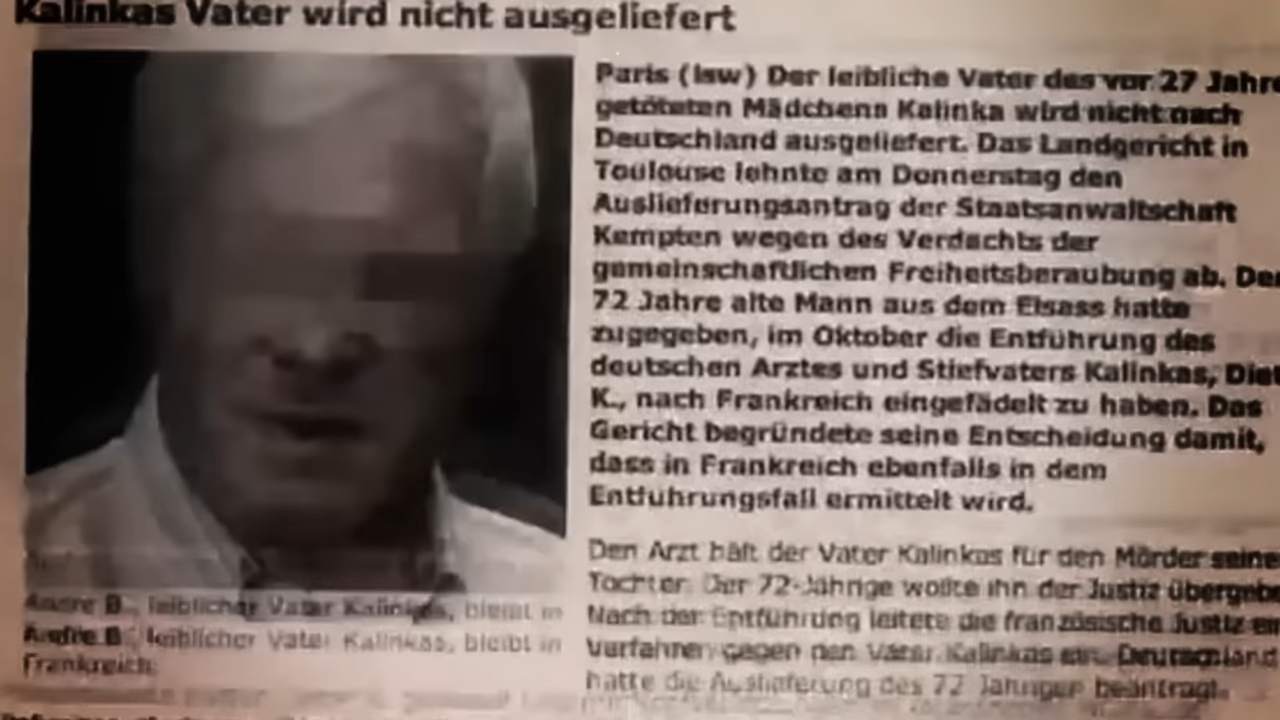 Kalinkas Vater wird nicht ausgeliefert
Paris (lsw) Der leibliche Vater des vor 27 Jahre
getöteten Mädchens Kalinka wird nicht nach
Deutschland ausgeliefert. Das Landgericht in
Toulouse lehnte am Donnerstag den
Auslieferungsantrag der Staatsanwaltschaft
Kempten wegen des Verdachts der
gemeinschaftlichen Freiheitsberaubung ab. Der
72 Jahre alte Mann aus dem Elsass hatte
zugegeben, im Oktober die Entführung des
deutschen Arztes und Stiefvaters Kalinkas, Diet
K., nach Frankreich eingefädelt zu haben. Das
Gericht begründete seine Entscheidung damit,
dass in Frankreich ebenfalls in dem
Entführungsfall ermittelt wird.
Den Arzt hält der Vater Kalinkas für den Mörder seine
Tochter. Der 72-Jährige wollte ihn der Justiz übergebe
Nach der Entführung leitete die französische Justiz ein
Verfahren gegen den Vater Kalinkas ein. Deutschland
hatte die Auslieferung des 72 Jährigen beantragt.
Andre B., leiblicher Vater Kalinkas, bleibt in
Andre B., leiblicher Vater Kalinkas, bleibt in
Frankreich.